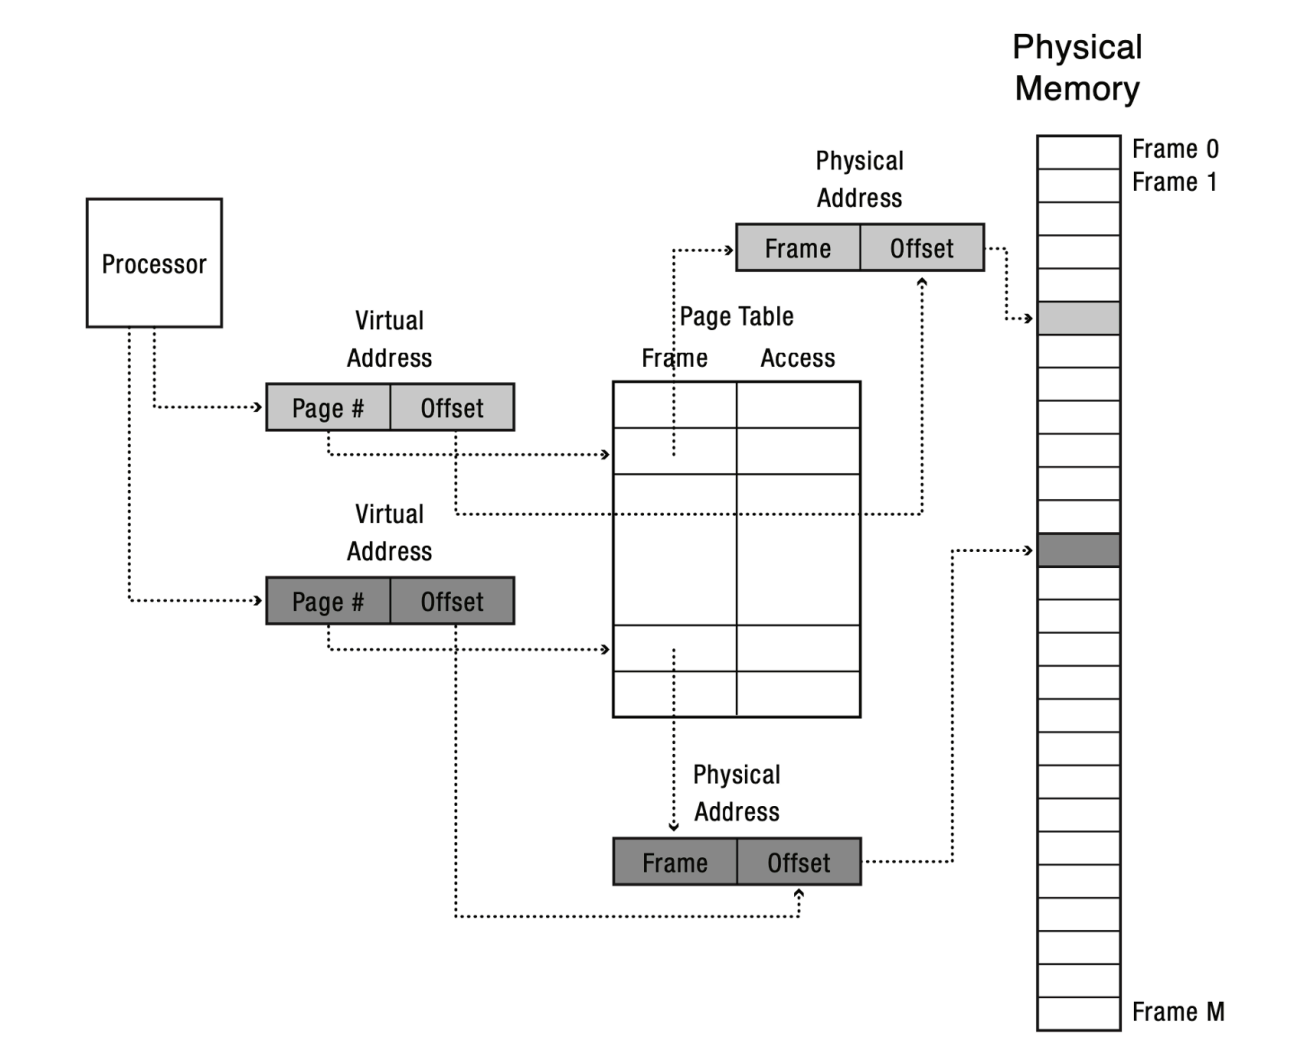 Physical
Memory
Frame 0
Physical
Address
Frame 1
Frame Offset
Processor
Virtual
Address
Page Table
Frame Access
Page # Offset
Virtual
Address
Page # Offset
Physical
Address
Frame Offset
Frame M